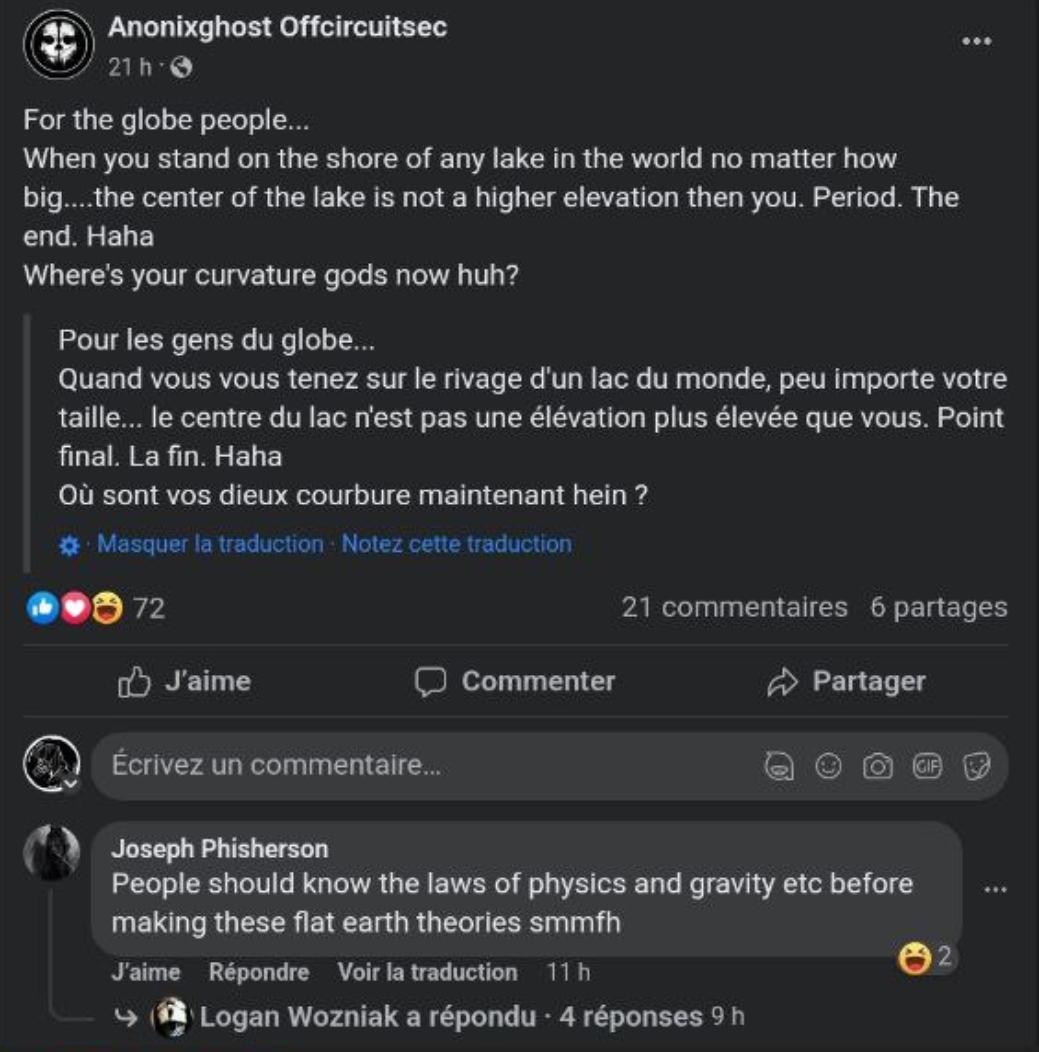 Anonixghost Offcircuitsec
21 h ·
For the globe people...
When you stand on the shore of any lake in the world no matter how
big....the center of the lake is not a higher elevation then you. Period. The
end. Haha
Where's your curvature gods now huh?
Pour les gens du globe...
Quand vous vous tenez sur le rivage d'un lac du monde, peu importe votre
taille... le centre du lac n'est pas une élévation plus élevée que vous. Point
final. La fin. Haha
Où sont vos dieux courbure maintenant hein ?
· Masquer la traduction · Notez cette traduction
72 21 commentaires 6 partages
J'aime Commenter Partager
Écrivez un commentaire... GIF
Joseph Phisherson
People should know the laws of physics and gravity etc before
making these flat earth theories smmfh
2
J'aime Répondre Voir la traduction 11 h
Logan Wozniak a répondu · 4 réponses 9 h